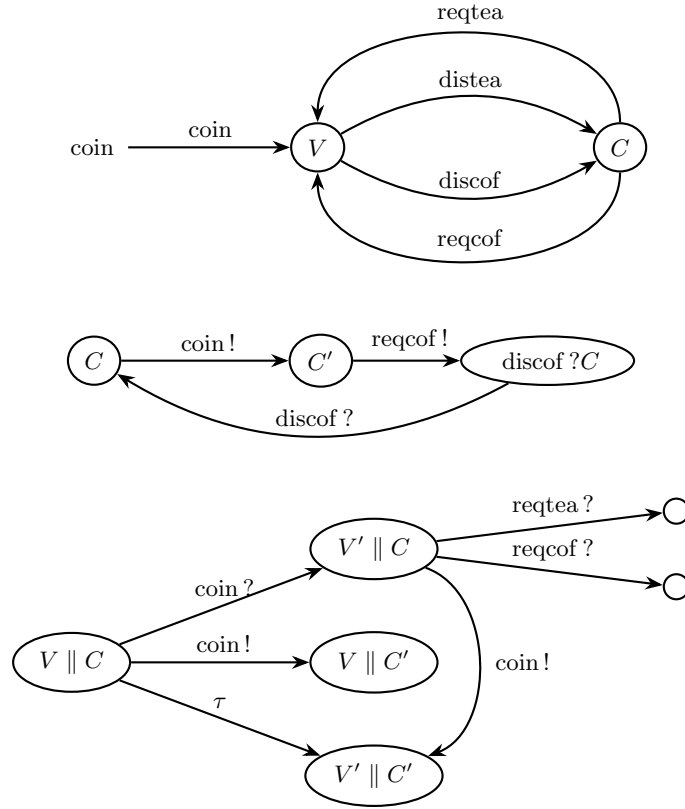 reqtea
distea
coin
coin
V
C
discof
reqcof
C
coin !
C′
reqcof !
discof ?C
discof ?
reqtea ?
V′ ∥ C
reqcof ?
coin ?
V ∥ C
coin !
V ∥ C′
coin !
τ
V′ ∥ C′